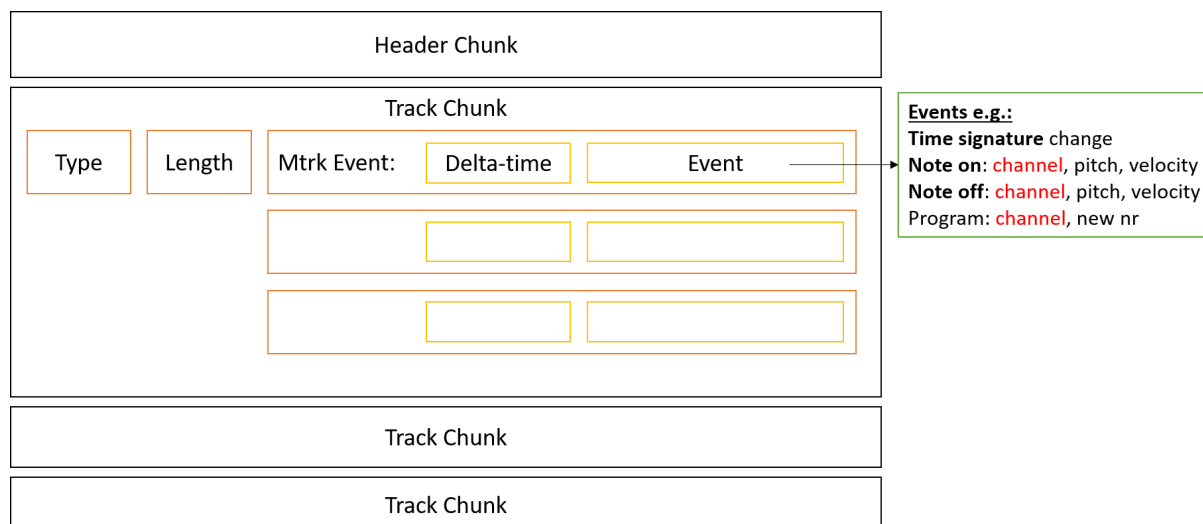 Header Chunk
Track Chunk
Type
Length
Mtrk Event:
Delta-time
Event
Events e.g.:
Time signature change
Note on: channel, pitch, velocity
Note off: channel, pitch, velocity
Program: channel, new nr
Track Chunk
Track Chunk